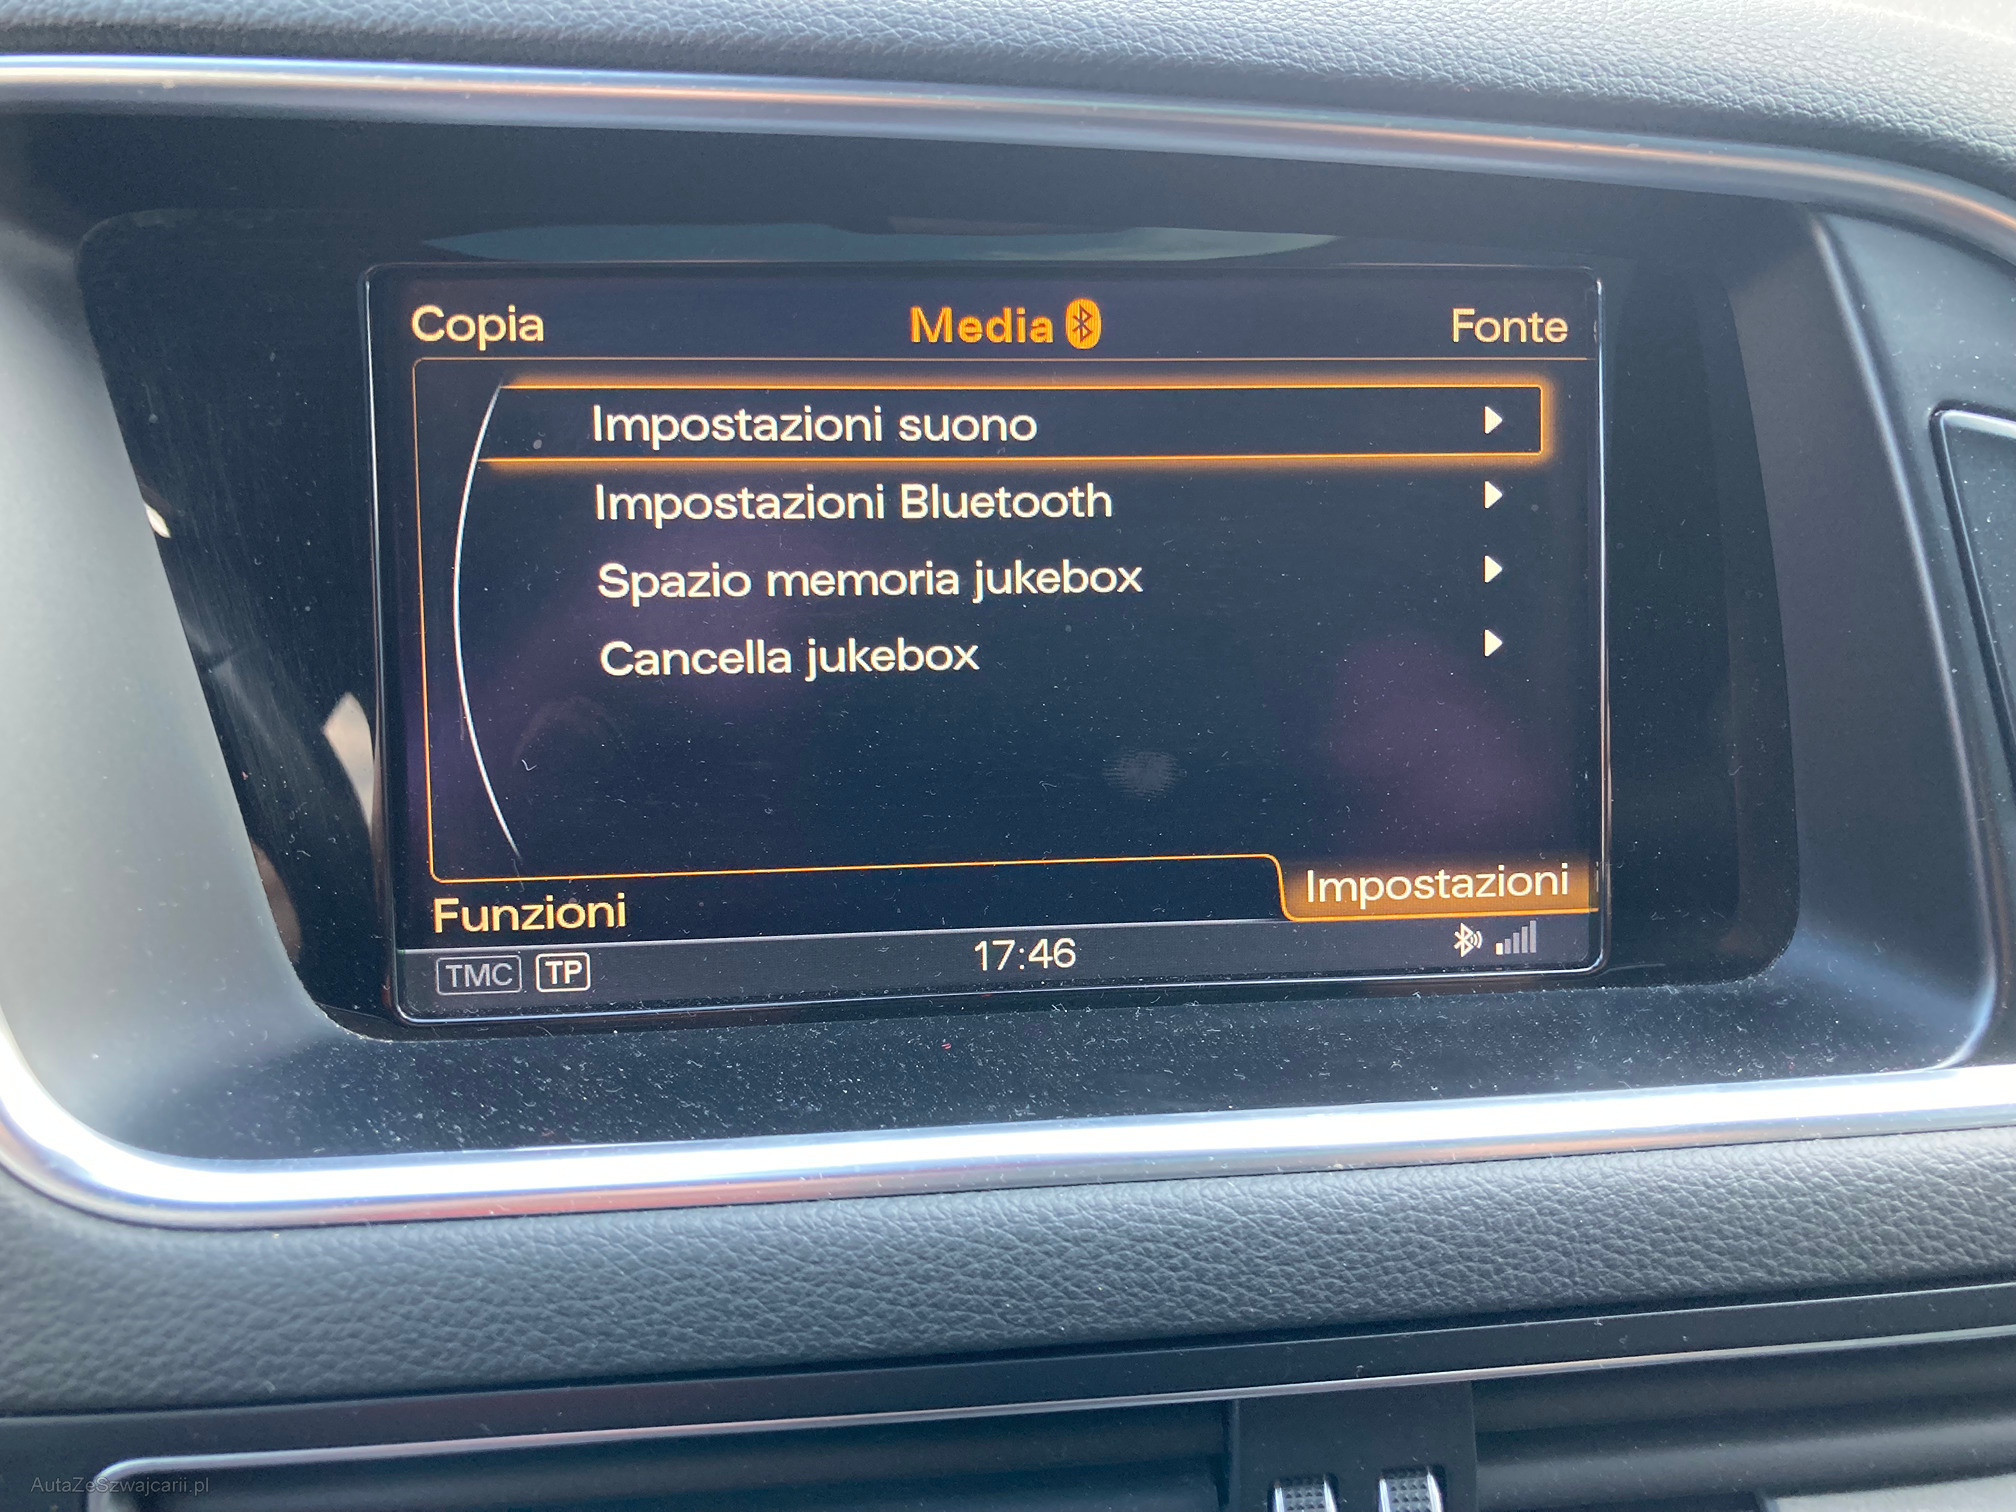 Copia
Media
Fonte
Impostazioni suono
Impostazioni Bluetooth
Spazio memoria jukebox
Cancella jukebox
Funzioni
Impostazioni
TMC TP
17:46
AutaZeSzwajcarii.pl